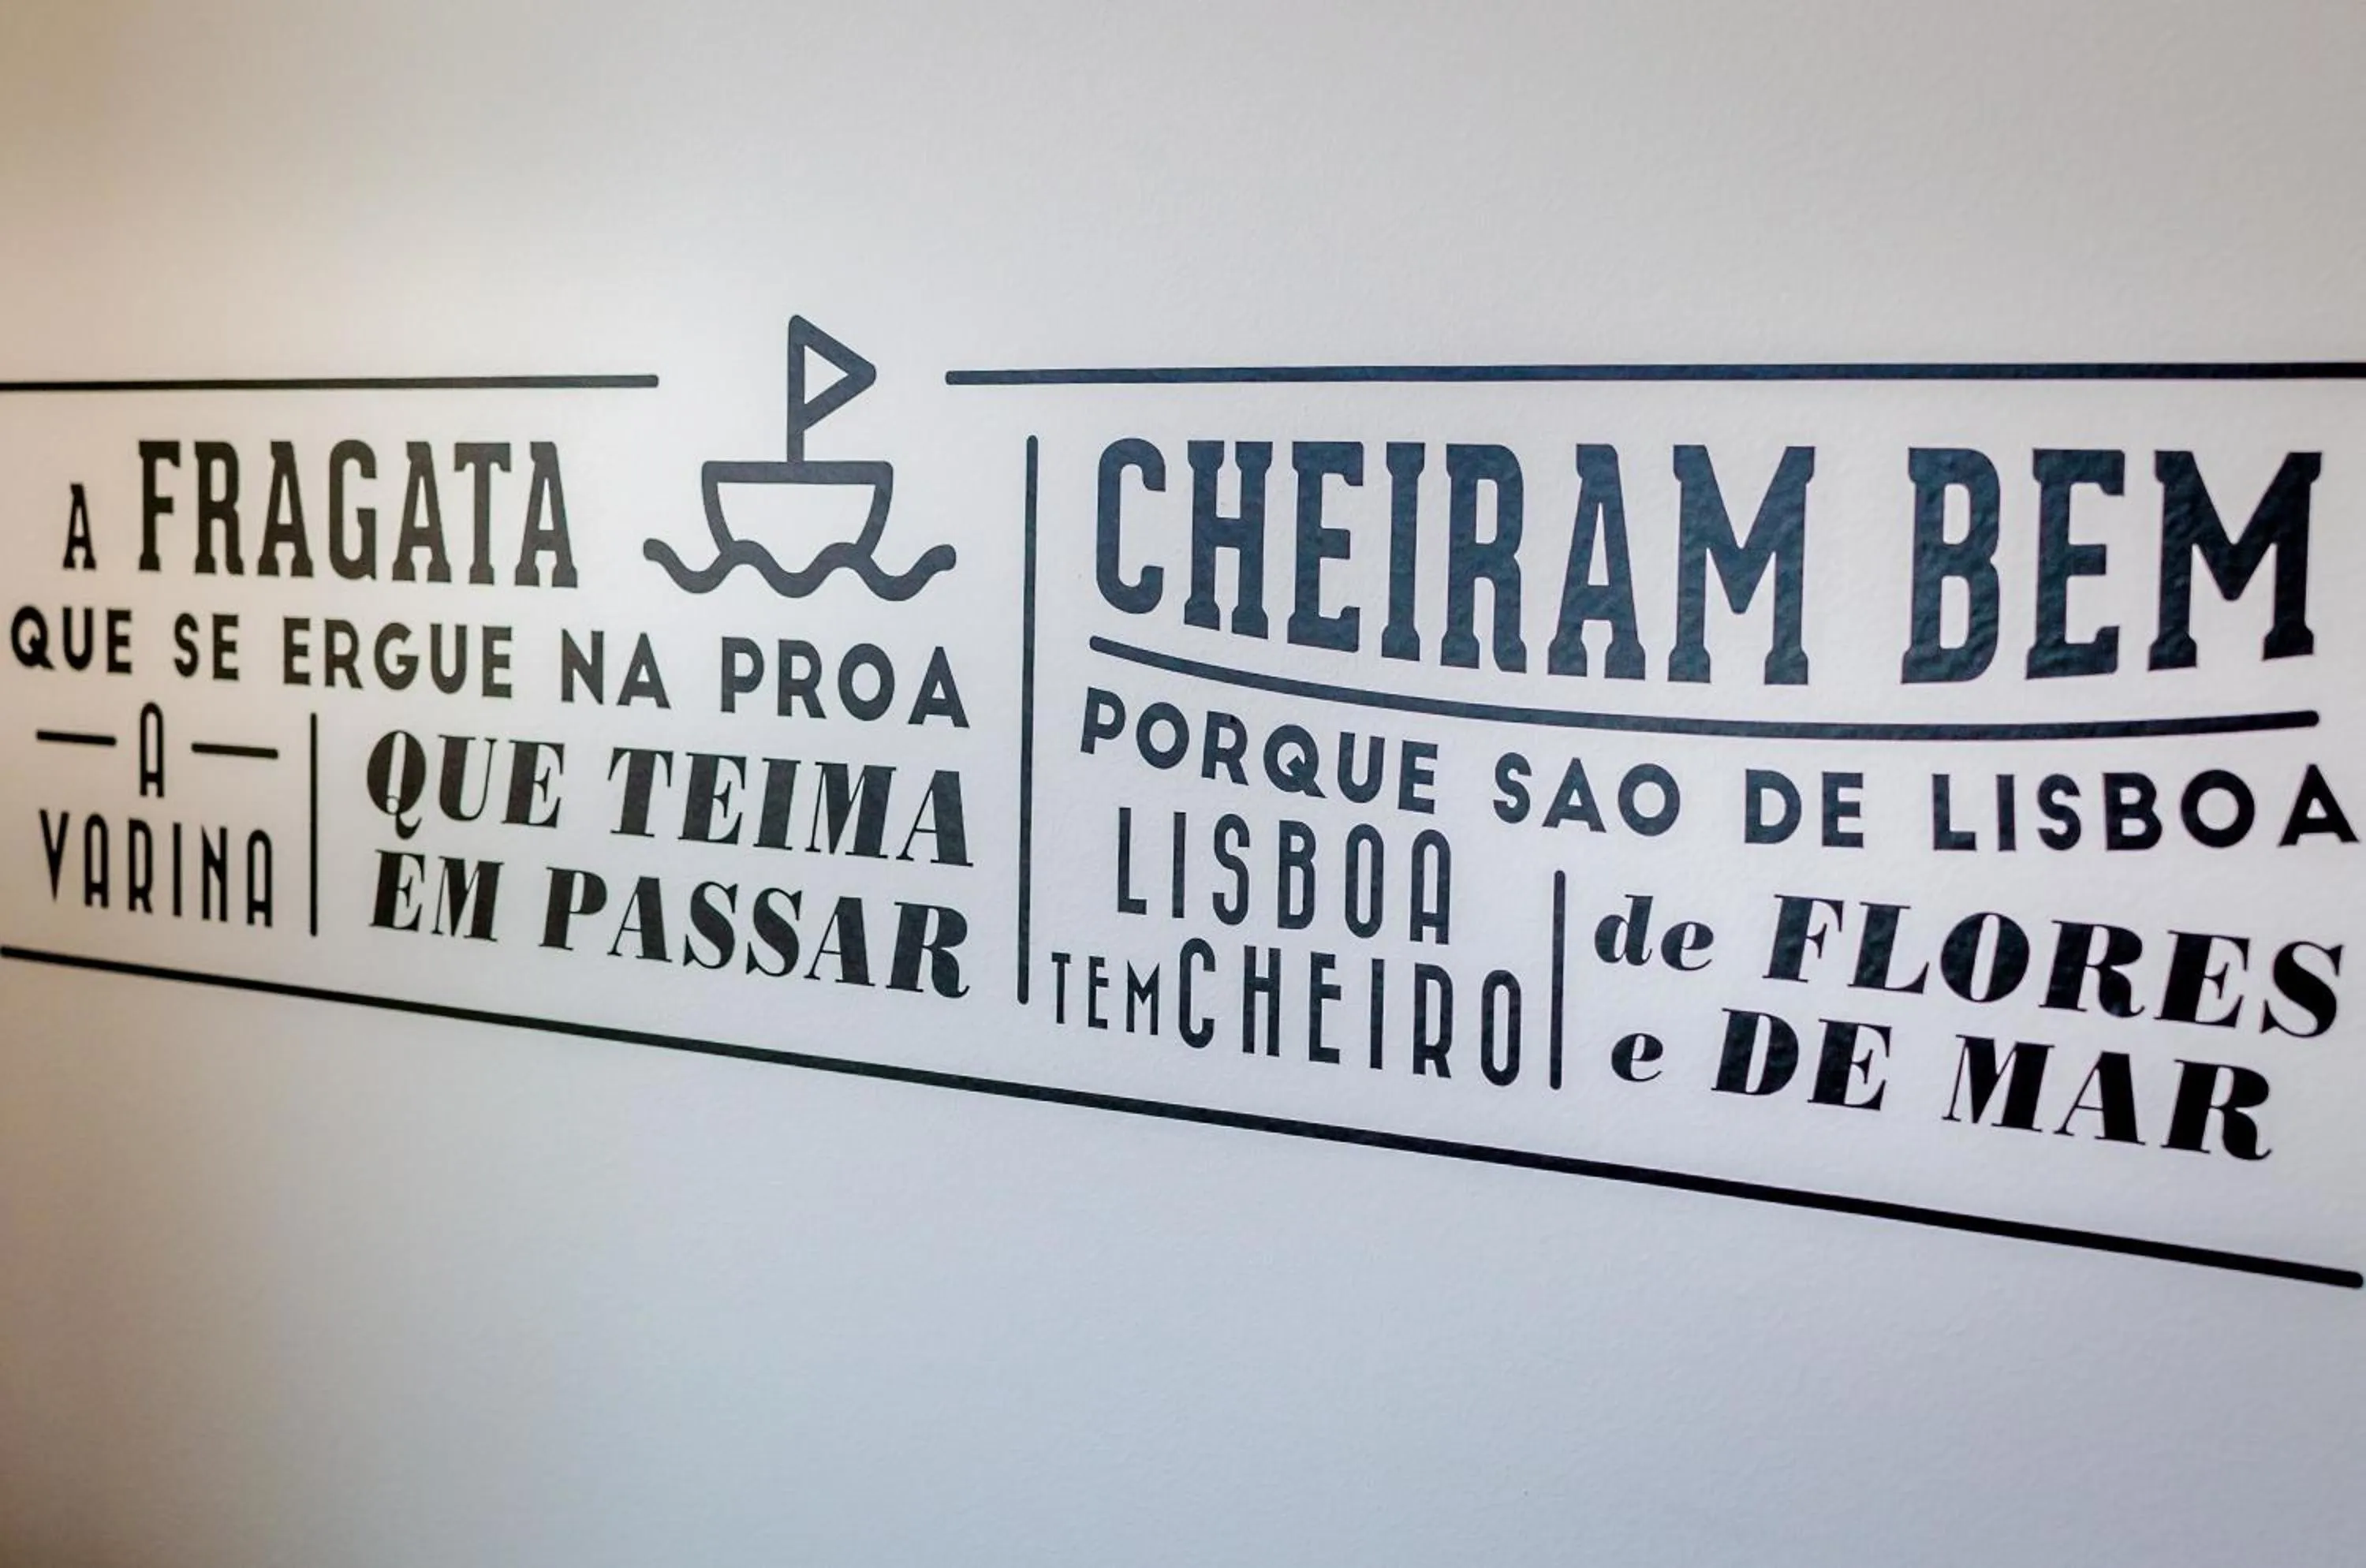 A FRAGATA
QUE SE ERGUE NA PROA
A
VARINA
QUE TEIMA
EM PASSAR
CHEIRAM BEM
PORQUE SAO DE LISBOA
LISBOA
TEM CHEIRO
de FLORES
e DE MAR